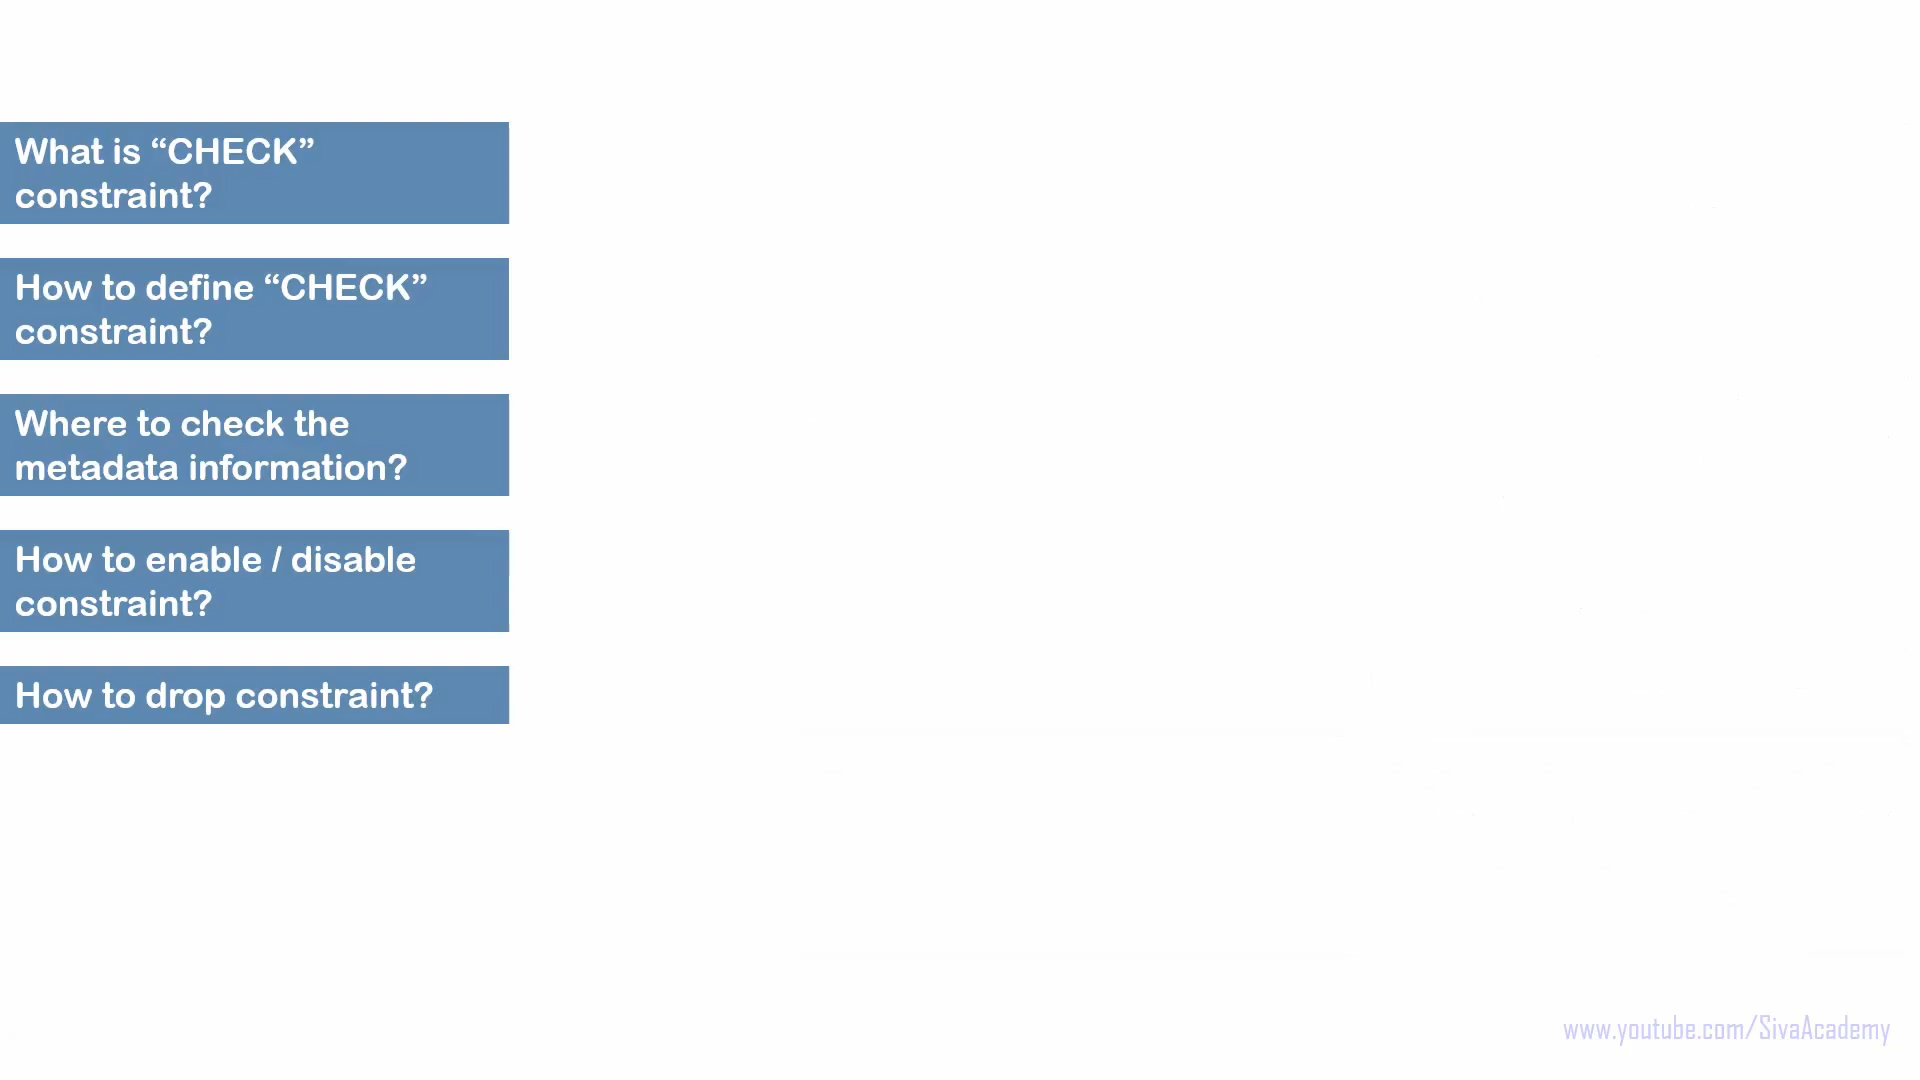 What is “CHECK”
constraint?
How to define “CHECK”
constraint?
Where to check the
metadata information?
How to enable / disable
constraint?
How to drop constraint?
www.youtube.com/SivaAcademy